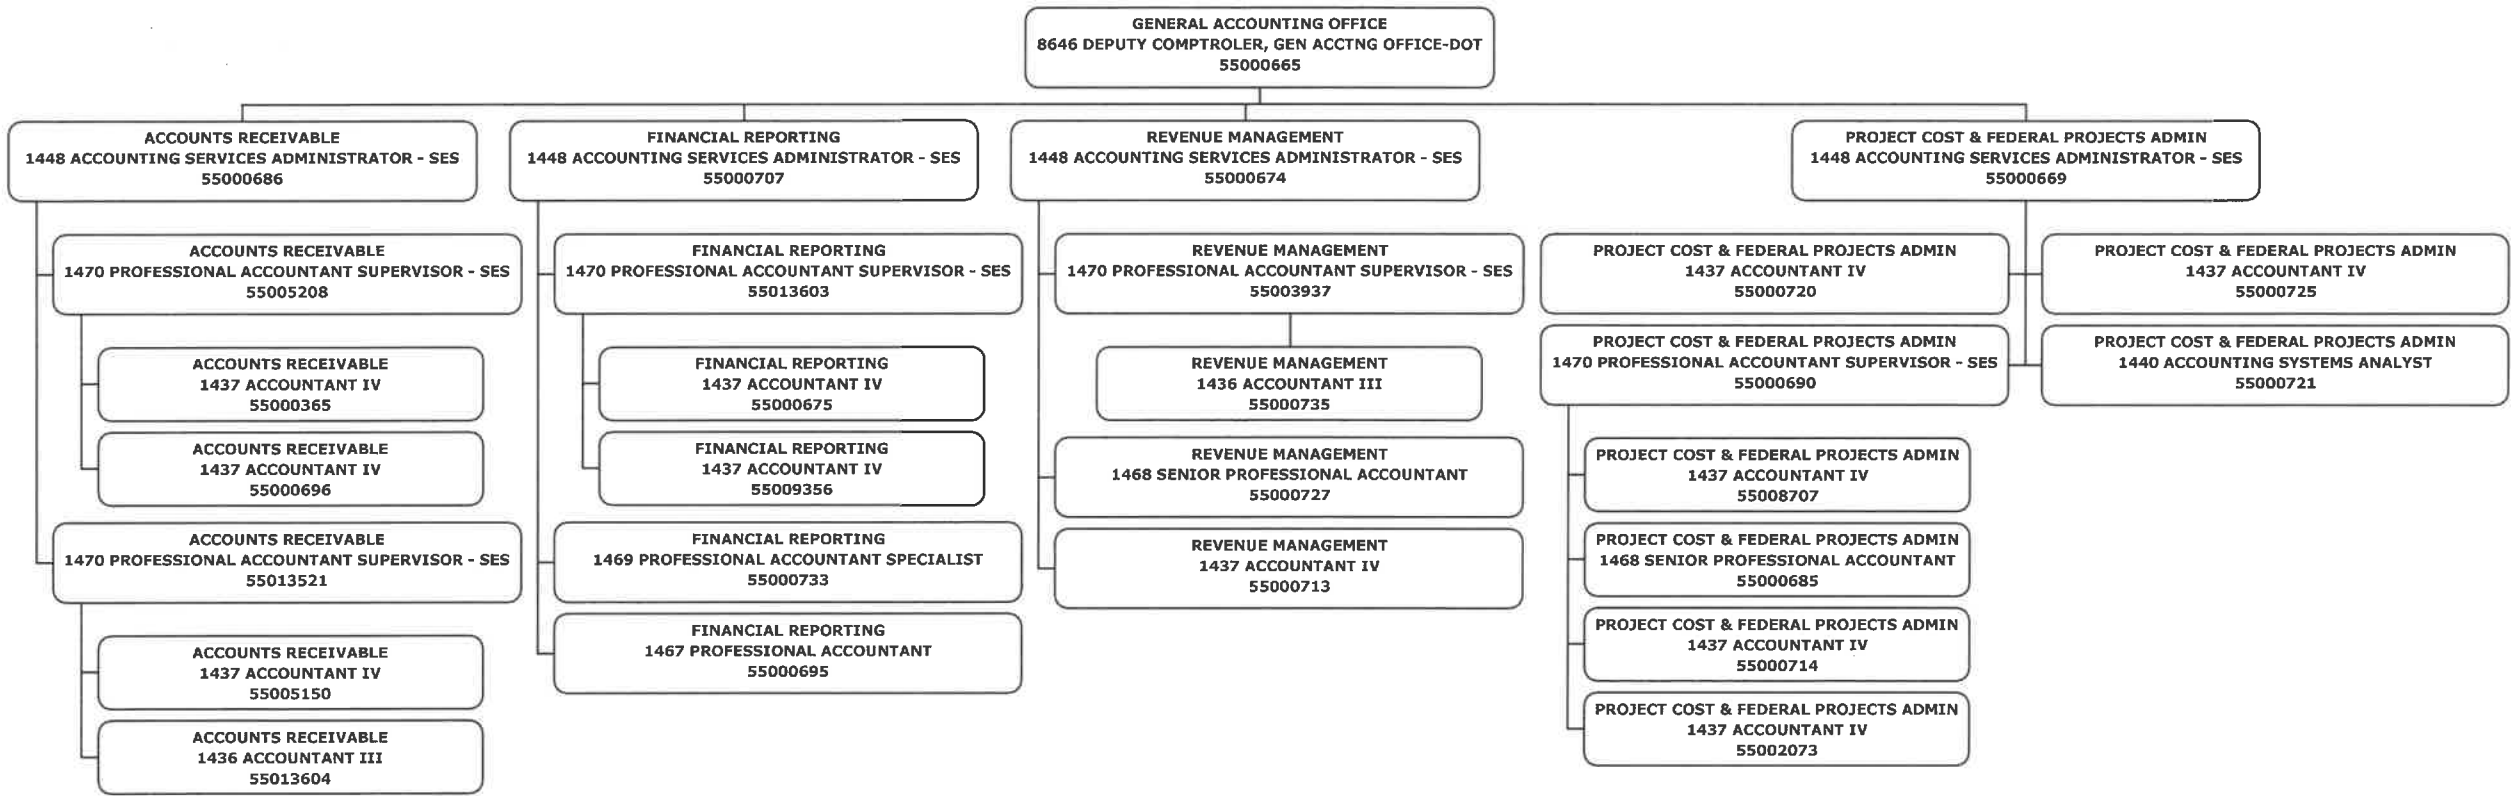 GENERAL ACCOUNTING OFFICE
8646 DEPUTY COMPTROLER, GEN ACCTNG OFFICE-DOT
55000665
ACCOUNTS RECEIVABLE
1448 ACCOUNTING SERVICES ADMINISTRATOR - SES
55000686
ACCOUNTS RECEIVABLE
1470 PROFESSIONAL ACCOUNTANT SUPERVISOR - SES
55005208
ACCOUNTS RECEIVABLE
1437 ACCOUNTANT IV
55000365
ACCOUNTS RECEIVABLE
1437 ACCOUNTANT IV
55000696
ACCOUNTS RECEIVABLE
1470 PROFESSIONAL ACCOUNTANT SUPERVISOR - SES
55013521
ACCOUNTS RECEIVABLE
1437 ACCOUNTANT IV
55005150
ACCOUNTS RECEIVABLE
1436 ACCOUNTANT III
55013604
FINANCIAL REPORTING
1448 ACCOUNTING SERVICES ADMINISTRATOR - SES
55000707
FINANCIAL REPORTING
1470 PROFESSIONAL ACCOUNTANT SUPERVISOR - SES
55013603
FINANCIAL REPORTING
1437 ACCOUNTANT IV
55000675
FINANCIAL REPORTING
1437 ACCOUNTANT IV
55009356
FINANCIAL REPORTING
1469 PROFESSIONAL ACCOUNTANT SPECIALIST
55000733
FINANCIAL REPORTING
1467 PROFESSIONAL ACCOUNTANT
55000695
REVENUE MANAGEMENT
1448 ACCOUNTING SERVICES ADMINISTRATOR - SES
55000674
REVENUE MANAGEMENT
1470 PROFESSIONAL ACCOUNTANT SUPERVISOR - SES
55003937
REVENUE MANAGEMENT
1436 ACCOUNTANT III
55000735
REVENUE MANAGEMENT
1468 SENIOR PROFESSIONAL ACCOUNTANT
55000727
REVENUE MANAGEMENT
1437 ACCOUNTANT IV
55000713
PROJECT COST & FEDERAL PROJECTS ADMIN
1448 ACCOUNTING SERVICES ADMINISTRATOR - SES
55000669
PROJECT COST & FEDERAL PROJECTS ADMIN
1437 ACCOUNTANT IV
55000720
PROJECT COST & FEDERAL PROJECTS ADMIN
1437 ACCOUNTANT IV
55000725
PROJECT COST & FEDERAL PROJECTS ADMIN
1470 PROFESSIONAL ACCOUNTANT SUPERVISOR - SES
55000690
PROJECT COST & FEDERAL PROJECTS ADMIN
1440 ACCOUNTING SYSTEMS ANALYST
55000721
PROJECT COST & FEDERAL PROJECTS ADMIN
1437 ACCOUNTANT IV
55008707
PROJECT COST & FEDERAL PROJECTS ADMIN
1468 SENIOR PROFESSIONAL ACCOUNTANT
55000685
PROJECT COST & FEDERAL PROJECTS ADMIN
1437 ACCOUNTANT IV
55000714
PROJECT COST & FEDERAL PROJECTS ADMIN
1437 ACCOUNTANT IV
55002073